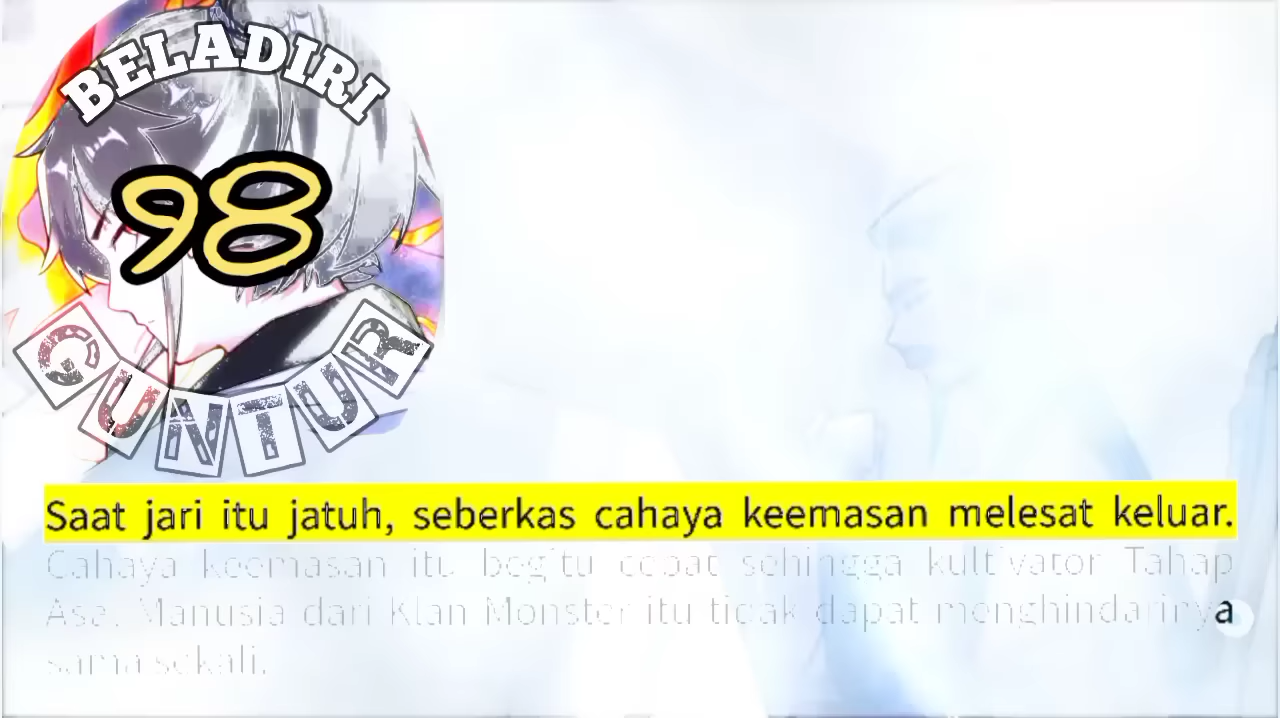 BELADIRI
98
GUNTUR
Saat jari itu jatuh, seberkas cahaya keemasan melesat keluar.
Cahaya keemasan itu begitu cepat sehingga kultivator Tahap
Asal Manusia dari Klan Monster itu tidak dapat menghindarinya
sama sekali.